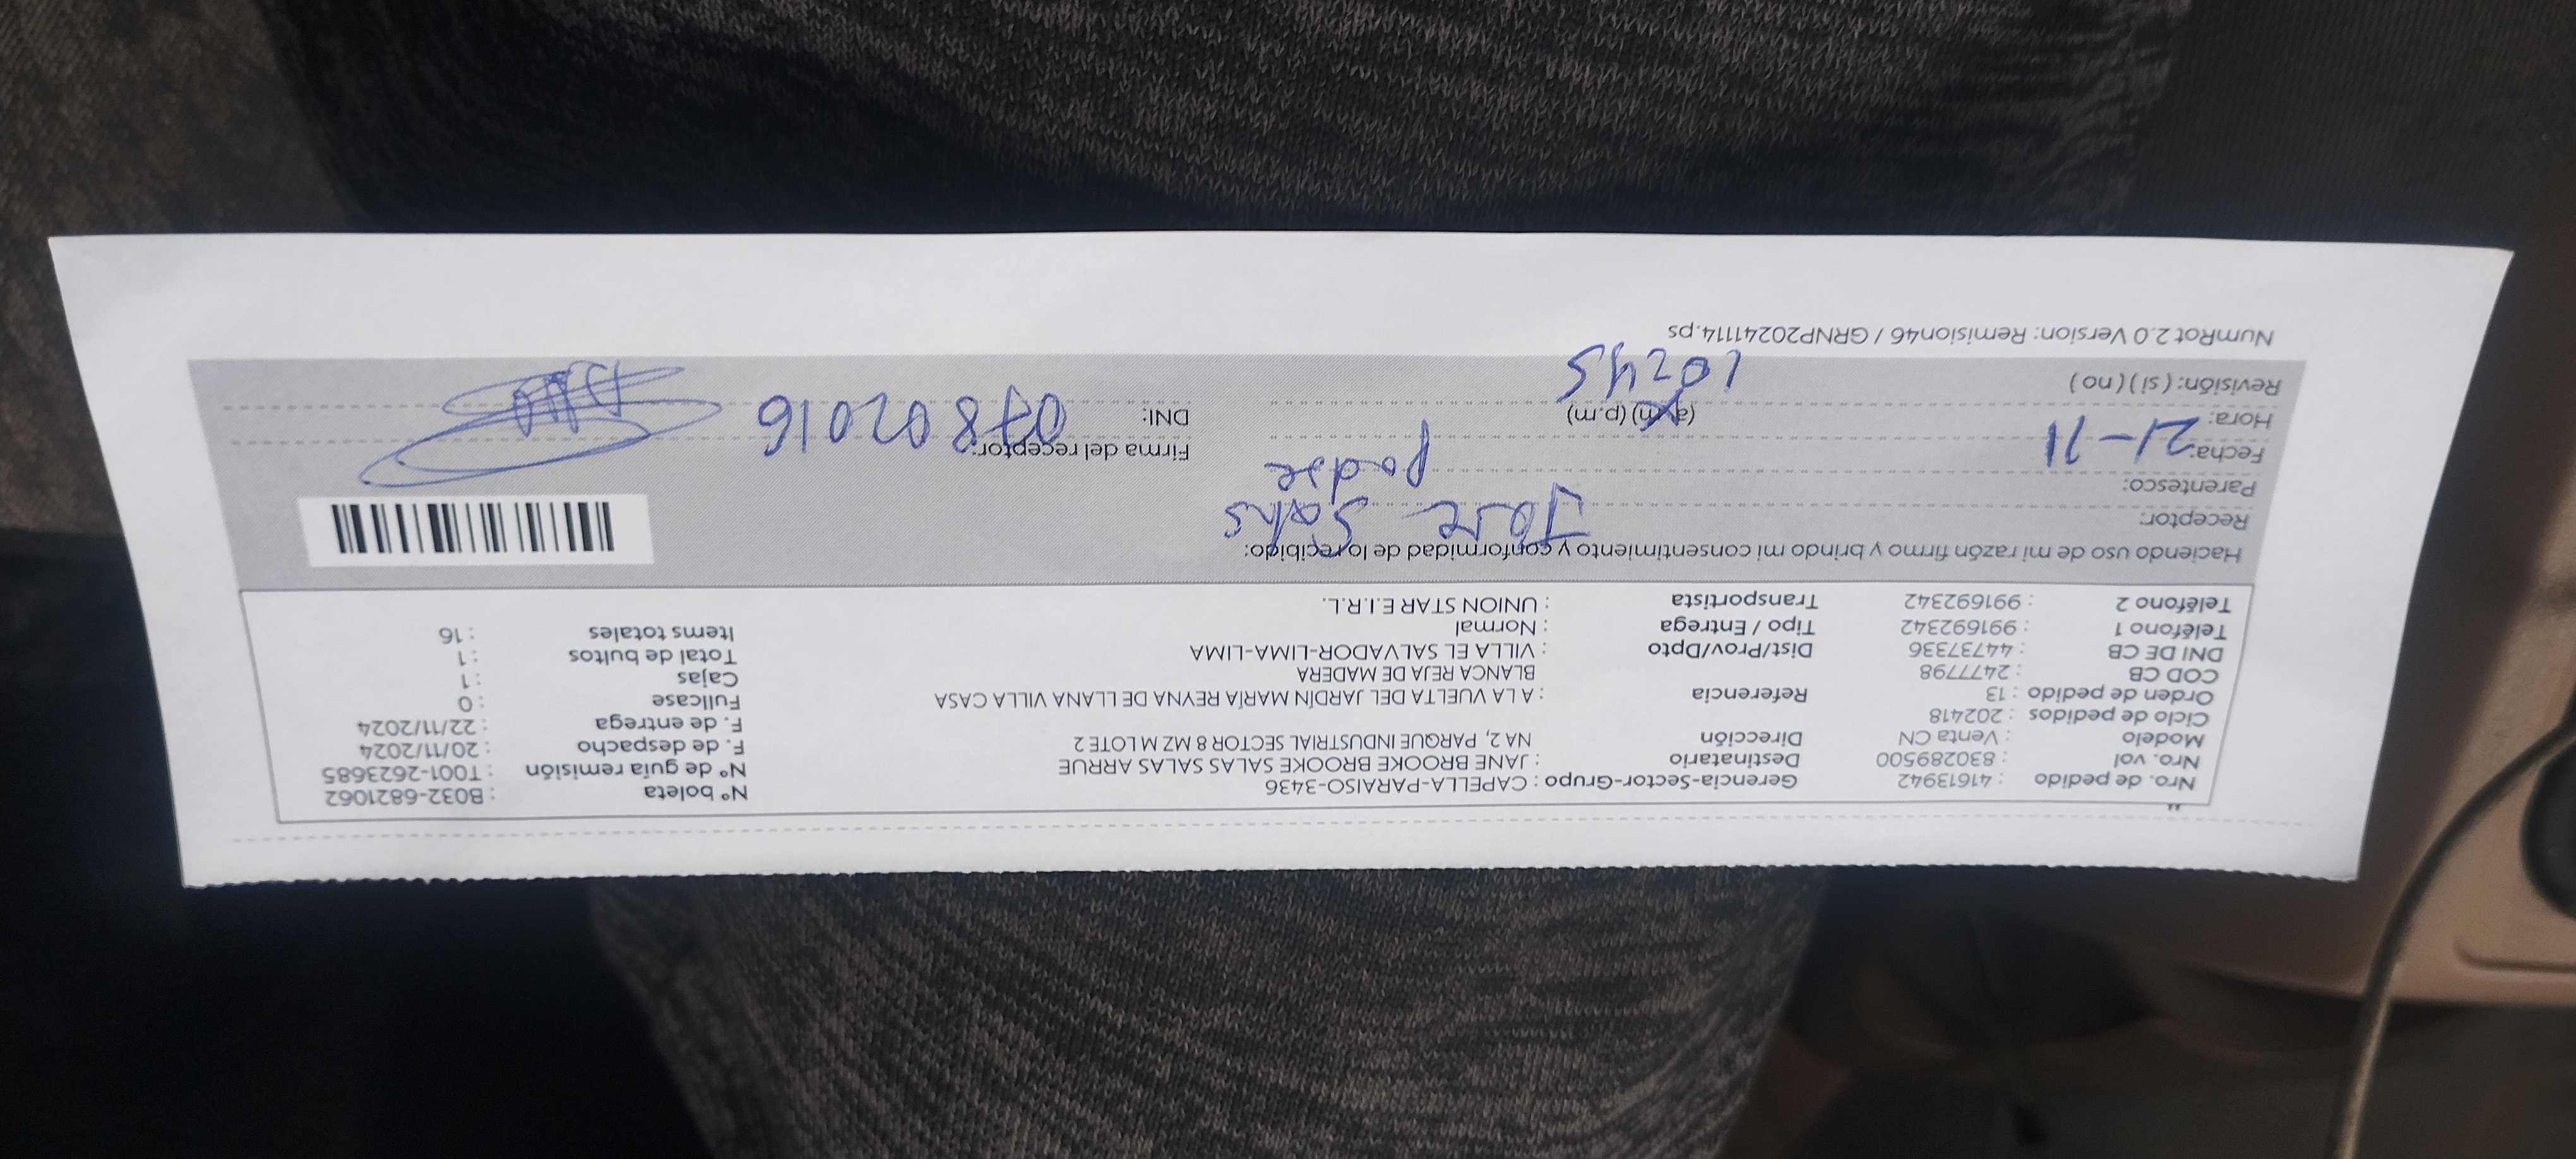 "
Nro. de pedido : 41613942 Gerencia-Sector-Grupo : CAPELLA-PARAISO-3436 Nº boleta : B032-6821062
Nro. vol : 830289500 Destinatario : JANE BROOKE BROOKE SALAS SALAS ARRUE Nº de guía remisión : T001-2623685
Modelo : Venta CN Dirección NA 2, PARQUE INDUSTRIAL SECTOR 8 MZ M LOTE 2 F. de despacho : 20/11/2024
Ciclo de pedidos : 202418 F. de entrega : 22/11/2024
Orden de pedido : 13 Referencia : A LA VUELTA DEL JARDÍN MARÍA REYNA DE LLANA VILLA CASA Fullcase : 0
COD CB : 2477798 BLANCA REJA DE MADERA Cajas : 1
DNI DE CB : 44737336 Dist/Prov/Dpto : VILLA EL SALVADOR-LIMA-LIMA Total de bultos : 1
Teléfono 1 : 991692342 Tipo / Entrega : Normal Items totales : 16
Teléfono 2 : 991692342 Transportista : UNION STAR E.I.R.L.
Haciendo uso de mi razón firmo y brindo mi consentimiento y conformidad de lo recibido:
Receptor: Jose Salas
Parentesco: padre
Fecha: 21-11 Firma del receptor:
Hora: (a.m) (p.m) DNI: 07802016
10245
Revisión: ( si ) ( no )
NumRot 2.0 Version: Remision46 / GRNP20241114.ps